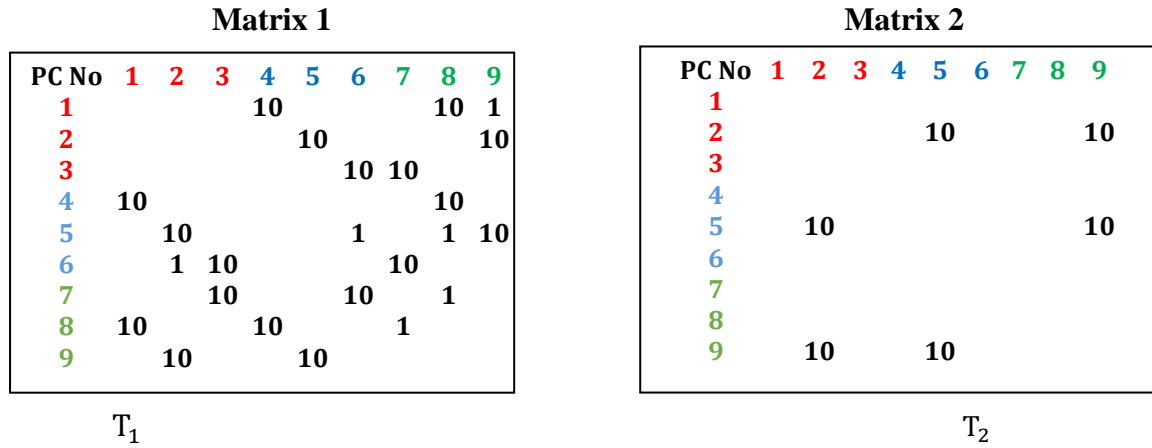 Matrix 1
PC No 1 2 3 4 5 6 7 8 9
1 10 10 1
2 10 10
3 10 10
4 10 10
5 10 1 1 10
6 1 10 10
7 10 10 1
8 10 10 1
9 10 10
T₁
Matrix 2
PC No 1 2 3 4 5 6 7 8 9
1
2 10 10
3
4
5 10 10
6
7
8
9 10 10
T₂